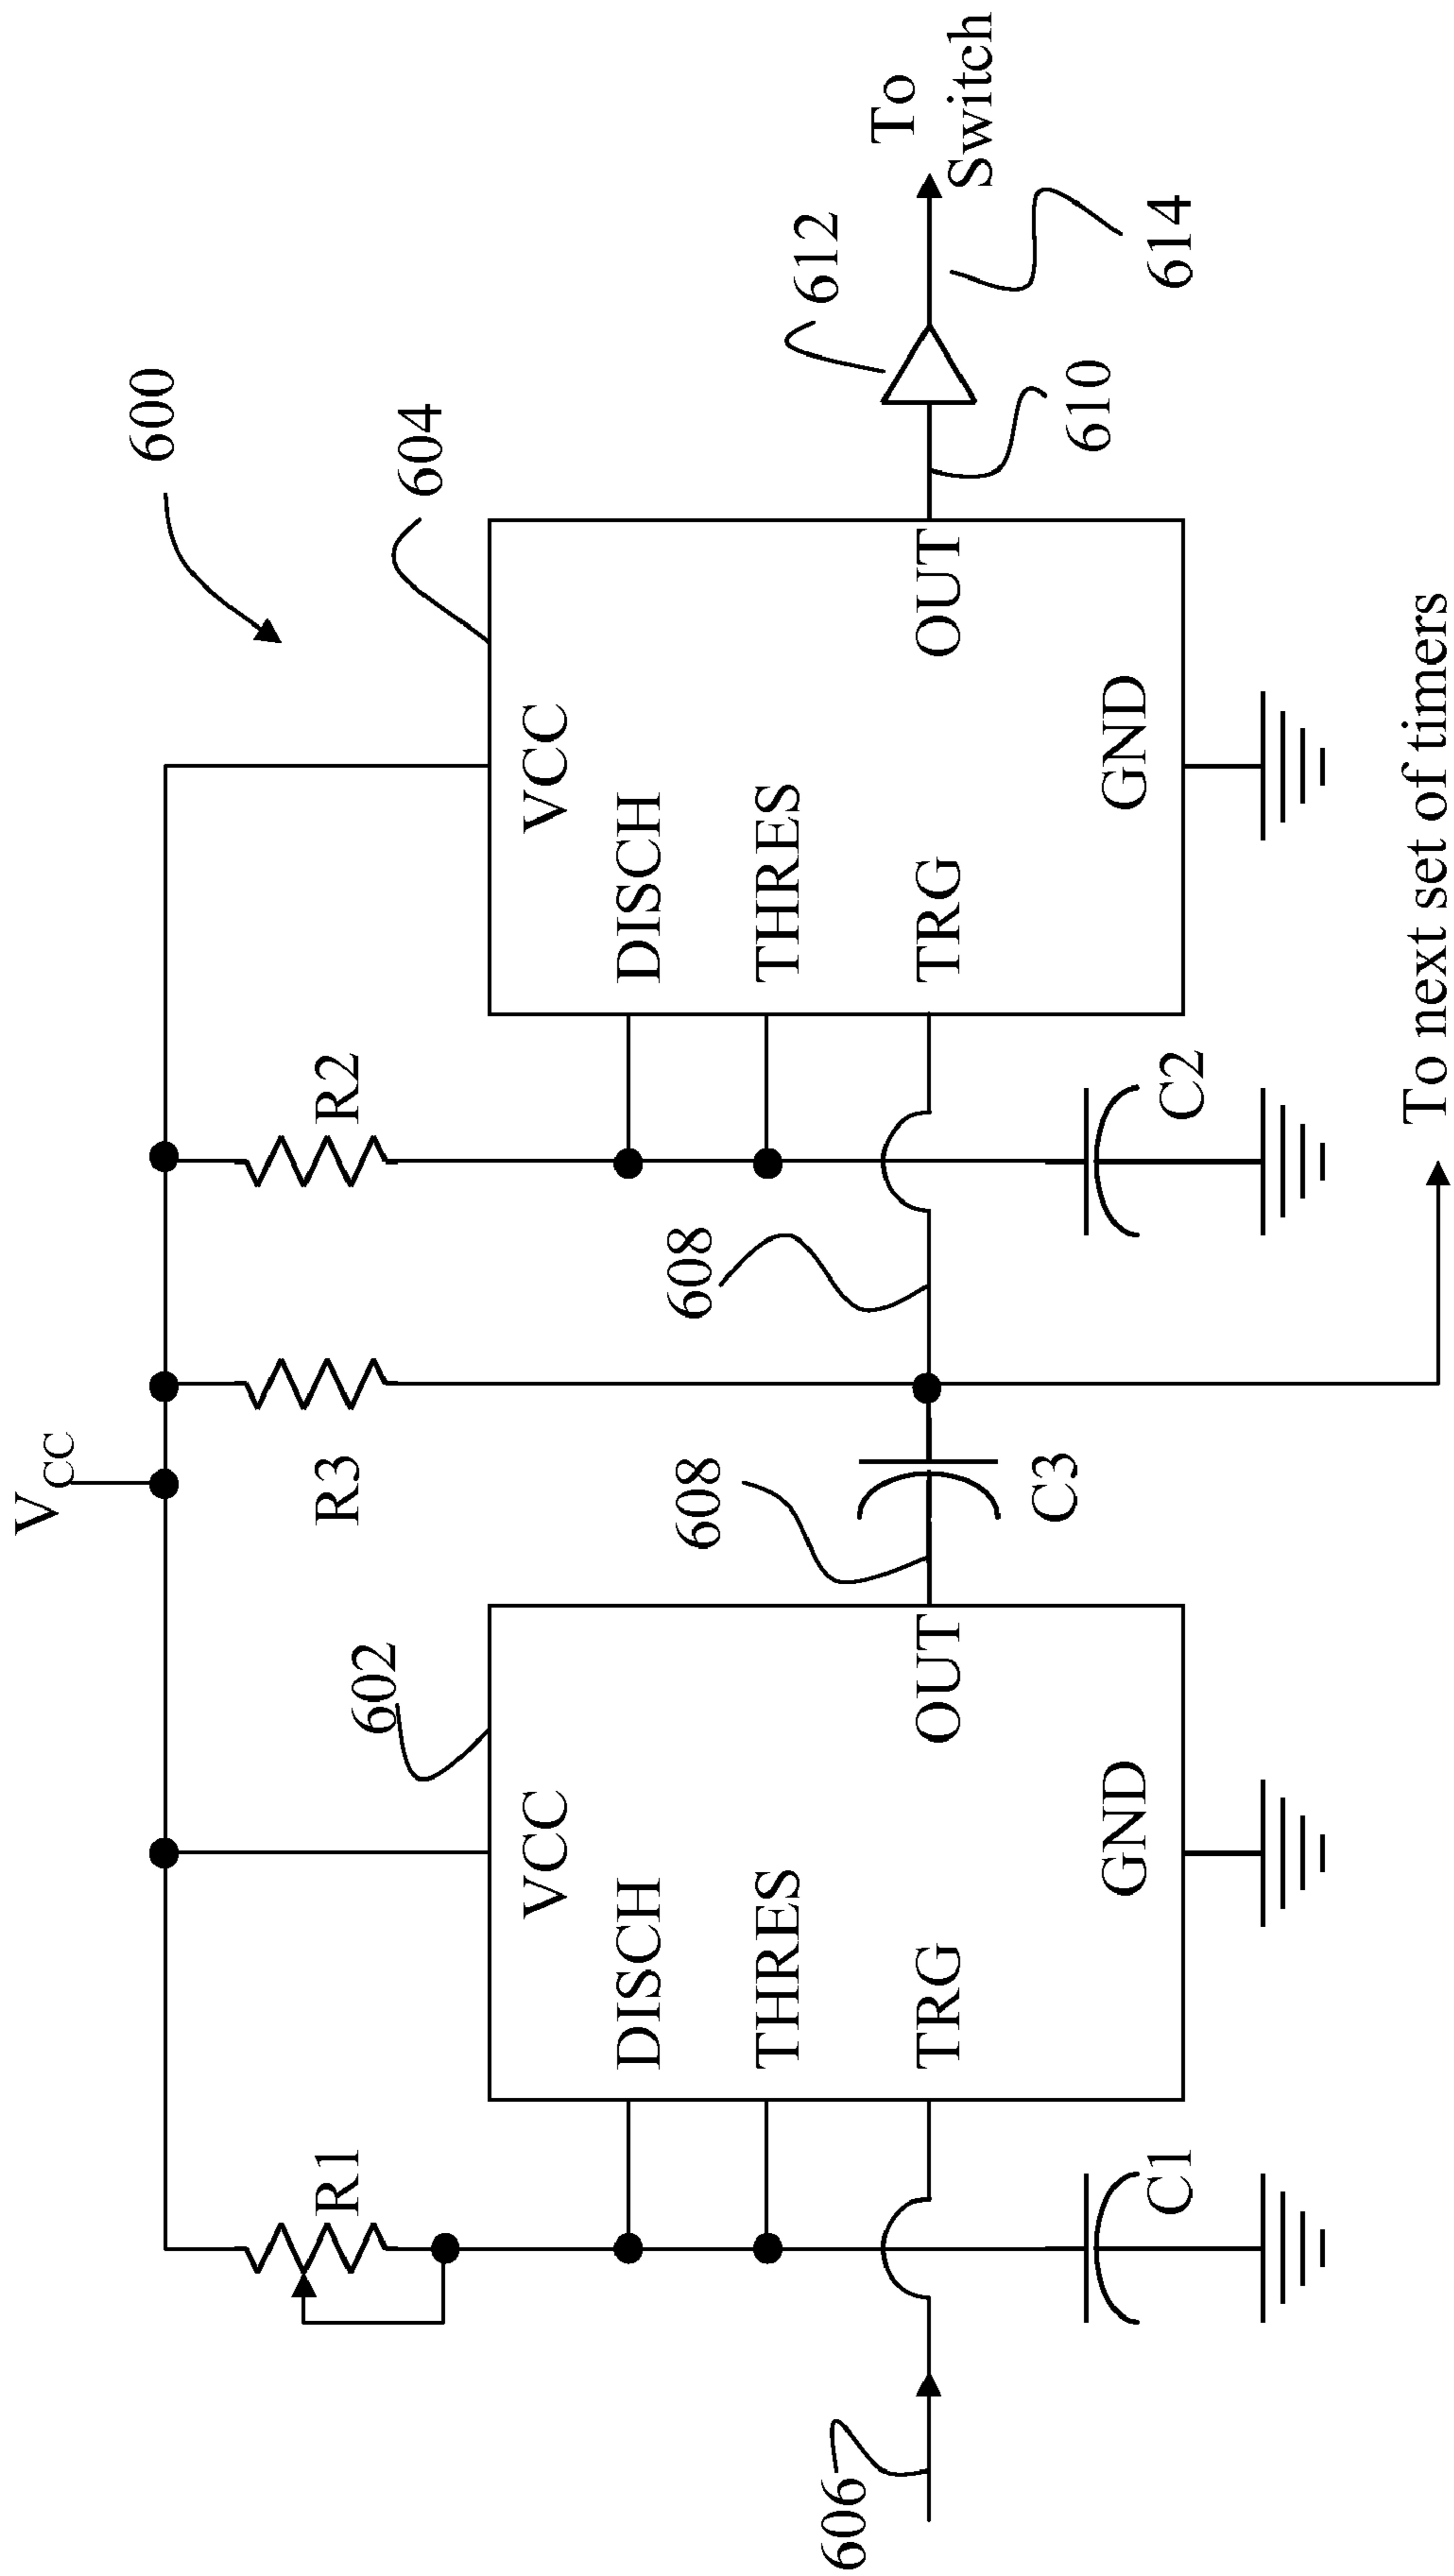 600
V CC
R1
602
R3
R2
604
VCC
DISCH
THRES
TRG
OUT
GND
608
608
VCC
DISCH
THRES
TRG
OUT
GND
612
To
Switch
606
C1
C3
C2
610
614
To next set of timers